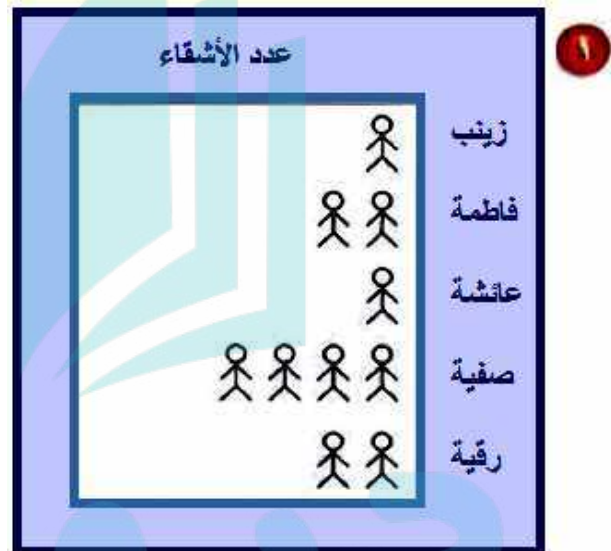 ١
عدد الأشقاء
زينب
فاطمة
عائشة
صفية
رقية